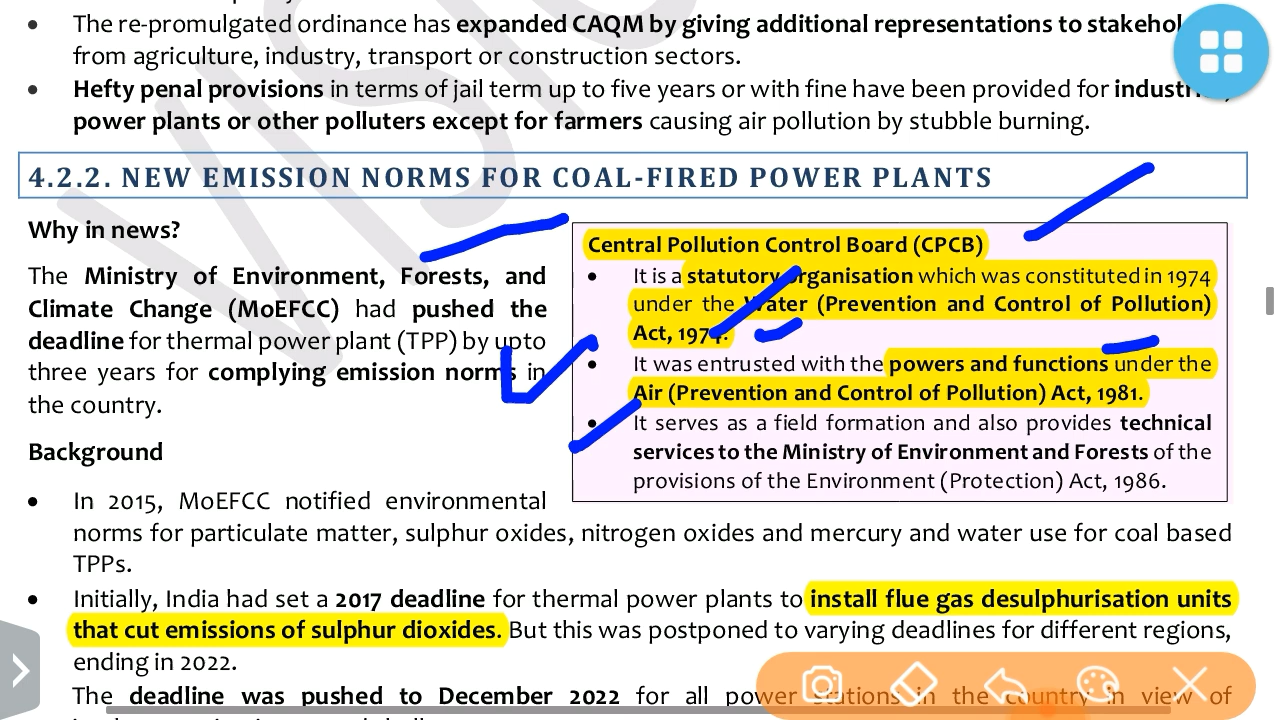 The re-promulgated ordinance has expanded CAQM by giving additional representations to
from agriculture, industry, transport or construction sectors.
Hefty penal provisions in terms of jail term up to five years or with fine have been provided for
power plants or other polluters except for farmers causing air pollution by stubble burning.
4.2.2. NEW EMISSION NORMS FOR COAL-FIRED POWER PLANTS
Why in news?
The Ministry of Environment, Forests, and
Climate Change (MoEFCC) had pushed the
deadline for thermal power plant (TPP) by upto
three years for complying emission norms in
the country.
Central Pollution Control Board (CPCB)
It is a statutory organisation which was constituted in 1974
under the Water (Prevention and Control of Pollution)
Act, 1974.
It was entrusted with the powers and functions under the
Air (Prevention and Control of Pollution) Act, 1981.
It serves as a field formation and also provides technical
services to the Ministry of Environment and Forests of the
provisions of the Environment (Protection) Act, 1986.
Background
In 2015, MoEFCC notified environmental
norms for particulate matter, sulphur oxides, nitrogen oxides and mercury and water use for coal based
TPPs.
Initially, India had set a 2017 deadline for thermal power plants to install flue gas desulphurisation units
that cut emissions of sulphur dioxides. But this was postponed to varying deadlines for different regions,
ending in 2022.
The deadline was pushed to December 2022 for all power stations in the country in view of